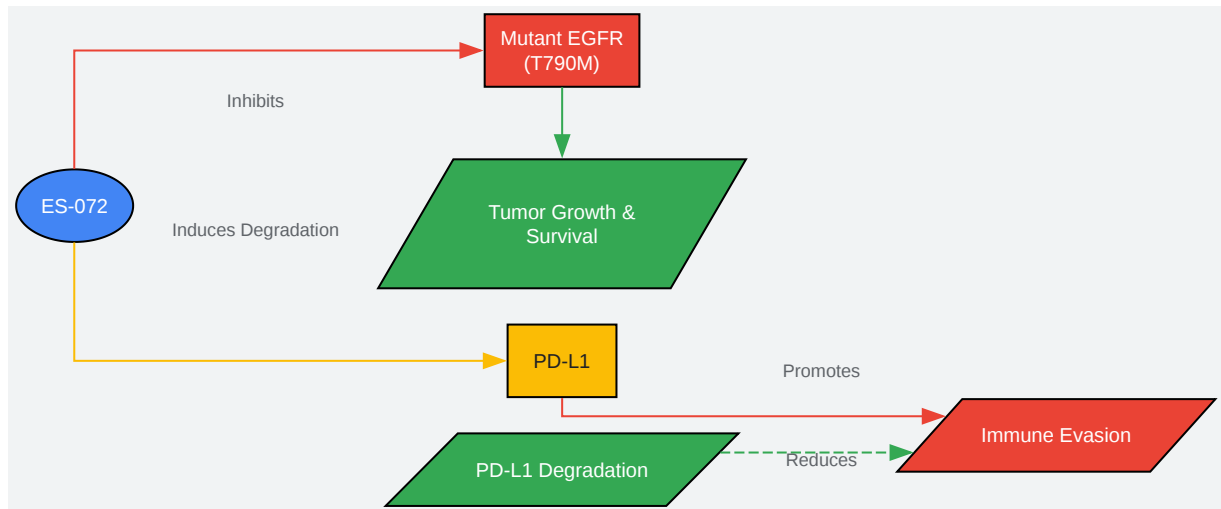 Mutant EGFR
(T790M)
Inhibits
ES-072
Tumor Growth &
Survival
Induces Degradation
PD-L1
Promotes
Immune Evasion
Reduces
PD-L1 Degradation